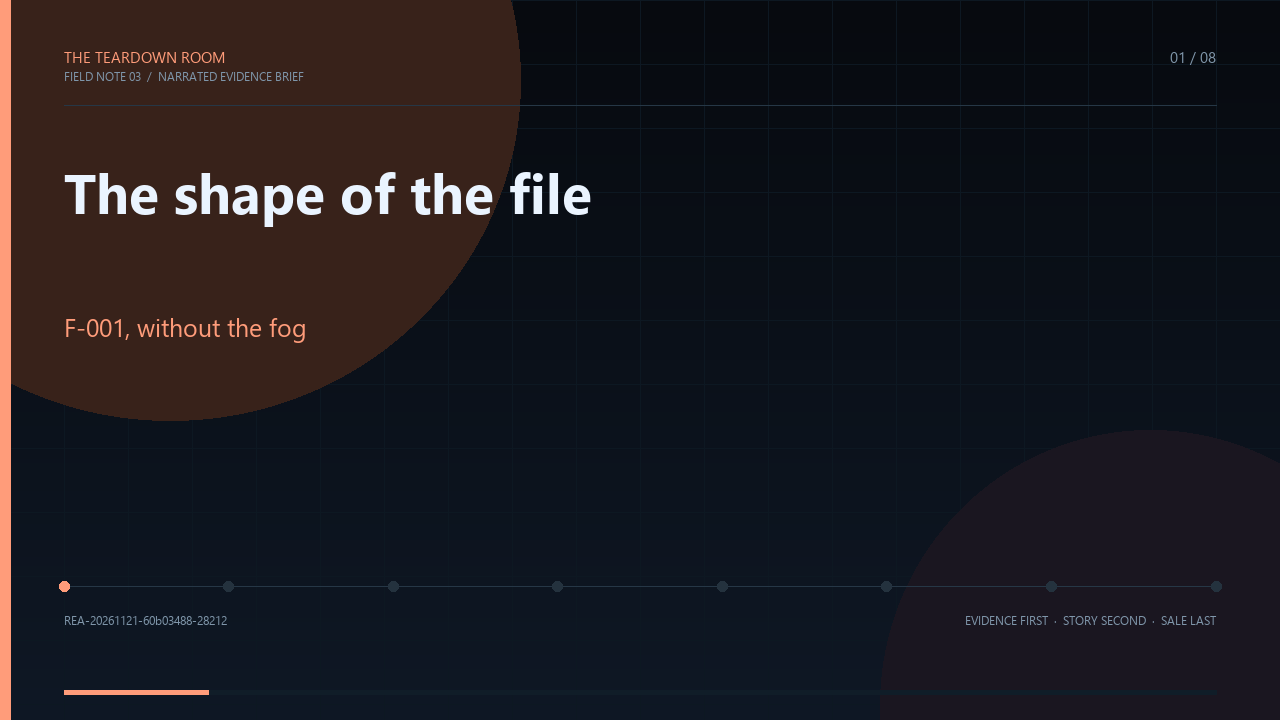 THE TEARDOWN ROOM
01 / 08
FIELD NOTE 03 / NARRATED EVIDENCE BRIEF
The shape of the file
F-001, without the fog
REA-20261121-60b03488-28212
EVIDENCE FIRST · STORY SECOND · SALE LAST